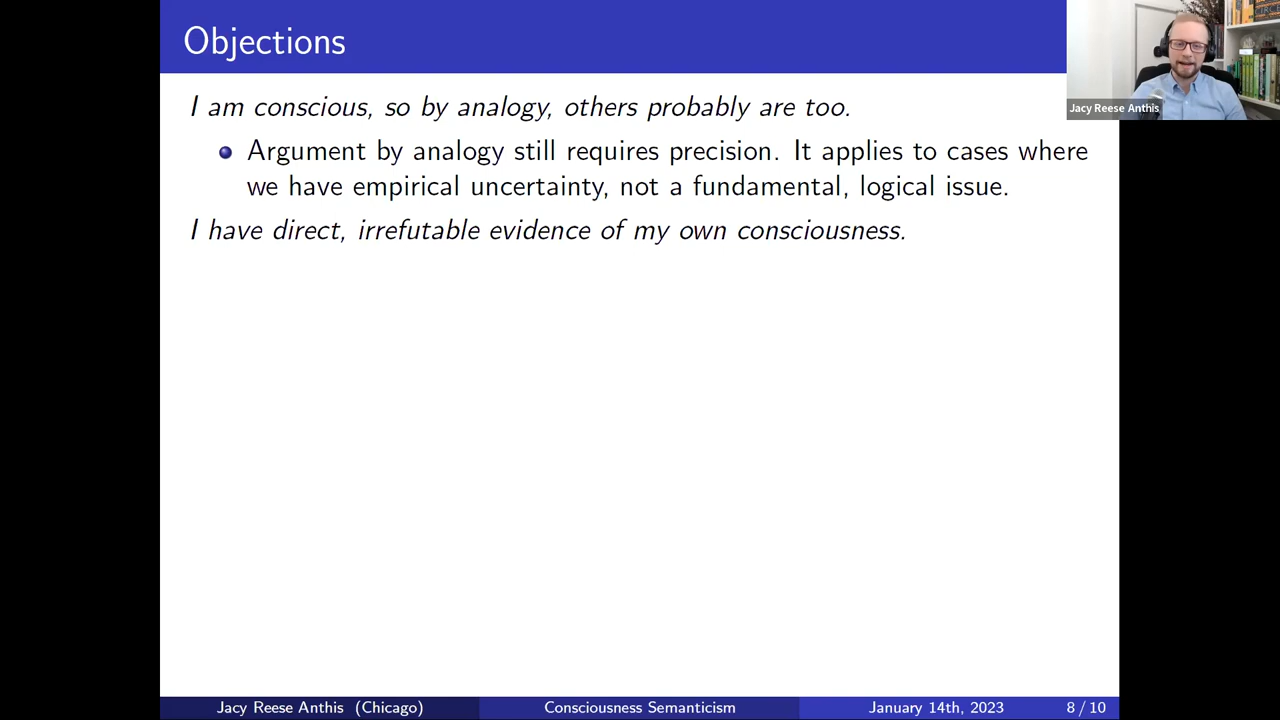 Objections
Jacy Reese Anthis
I am conscious, so by analogy, others probably are too.
Argument by analogy still requires precision. It applies to cases where
we have empirical uncertainty, not a fundamental, logical issue.
I have direct, irrefutable evidence of my own consciousness.
Jacy Reese Anthis (Chicago) Consciousness Semanticism January 14th, 2023 8 / 10